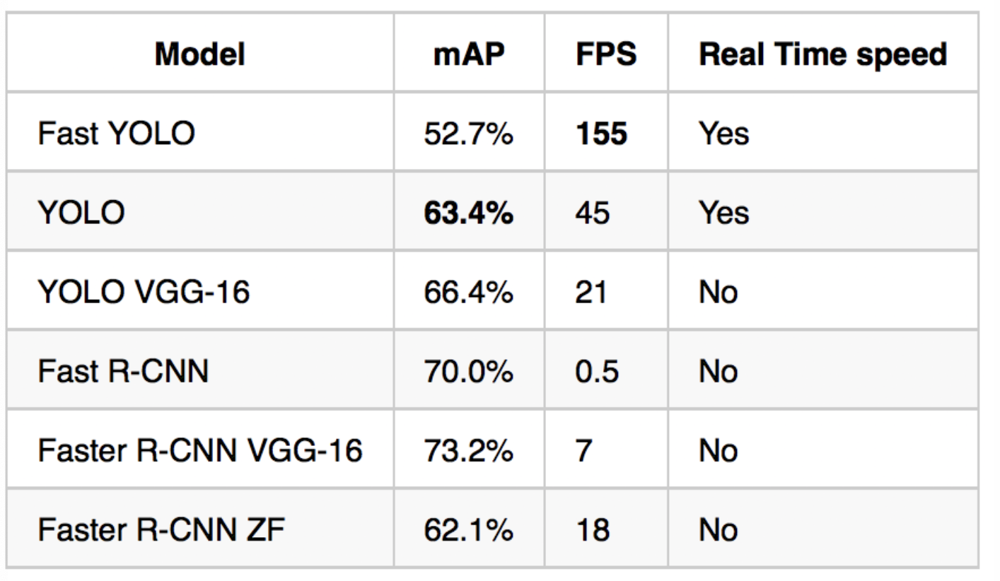 Model mAP FPS Real Time speed
Fast YOLO 52.7% 155 Yes
YOLO 63.4% 45 Yes
YOLO VGG-16 66.4% 21 No
Fast R-CNN 70.0% 0.5 No
Faster R-CNN VGG-16 73.2% 7 No
Faster R-CNN ZF 62.1% 18 No